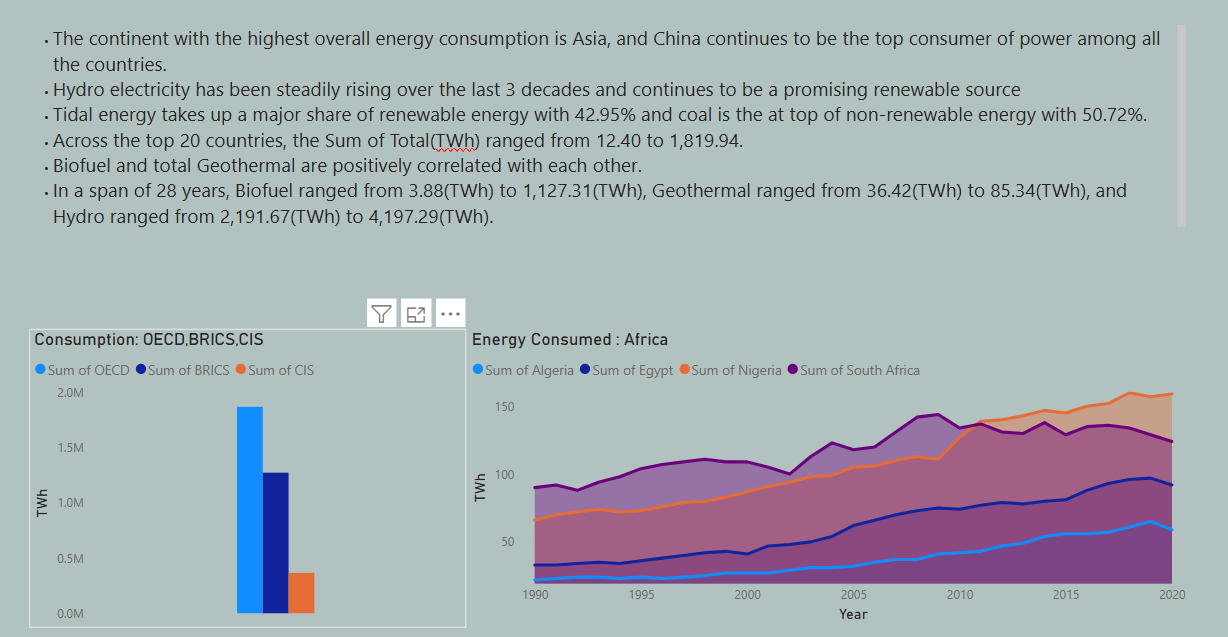 • The continent with the highest overall energy consumption is Asia, and China continues to be the top consumer of power among all
the countries.
• Hydro electricity has been steadily rising over the last 3 decades and continues to be a promising renewable source
• Tidal energy takes up a major share of renewable energy with 42.95% and coal is the at top of non-renewable energy with 50.72%.
• Across the top 20 countries, the Sum of Total(TWh) ranged from 12.40 to 1,819.94.
• Biofuel and total Geothermal are positively correlated with each other.
• In a span of 28 years, Biofuel ranged from 3.88(TWh) to 1,127.31(TWh), Geothermal ranged from 36.42(TWh) to 85.34(TWh), and
Hydro ranged from 2,191.67(TWh) to 4,197.29(TWh).
Consumption: OECD,BRICS,CIS
Sum of OECD Sum of BRICS Sum of CIS
2.0M
1.5M
1.0M
0.5M
0.0M
TWh
Energy Consumed : Africa
Sum of Algeria Sum of Egypt Sum of Nigeria Sum of South Africa
150
100
50
TWh
1990 1995 2000 2005 2010 2015 2020
Year